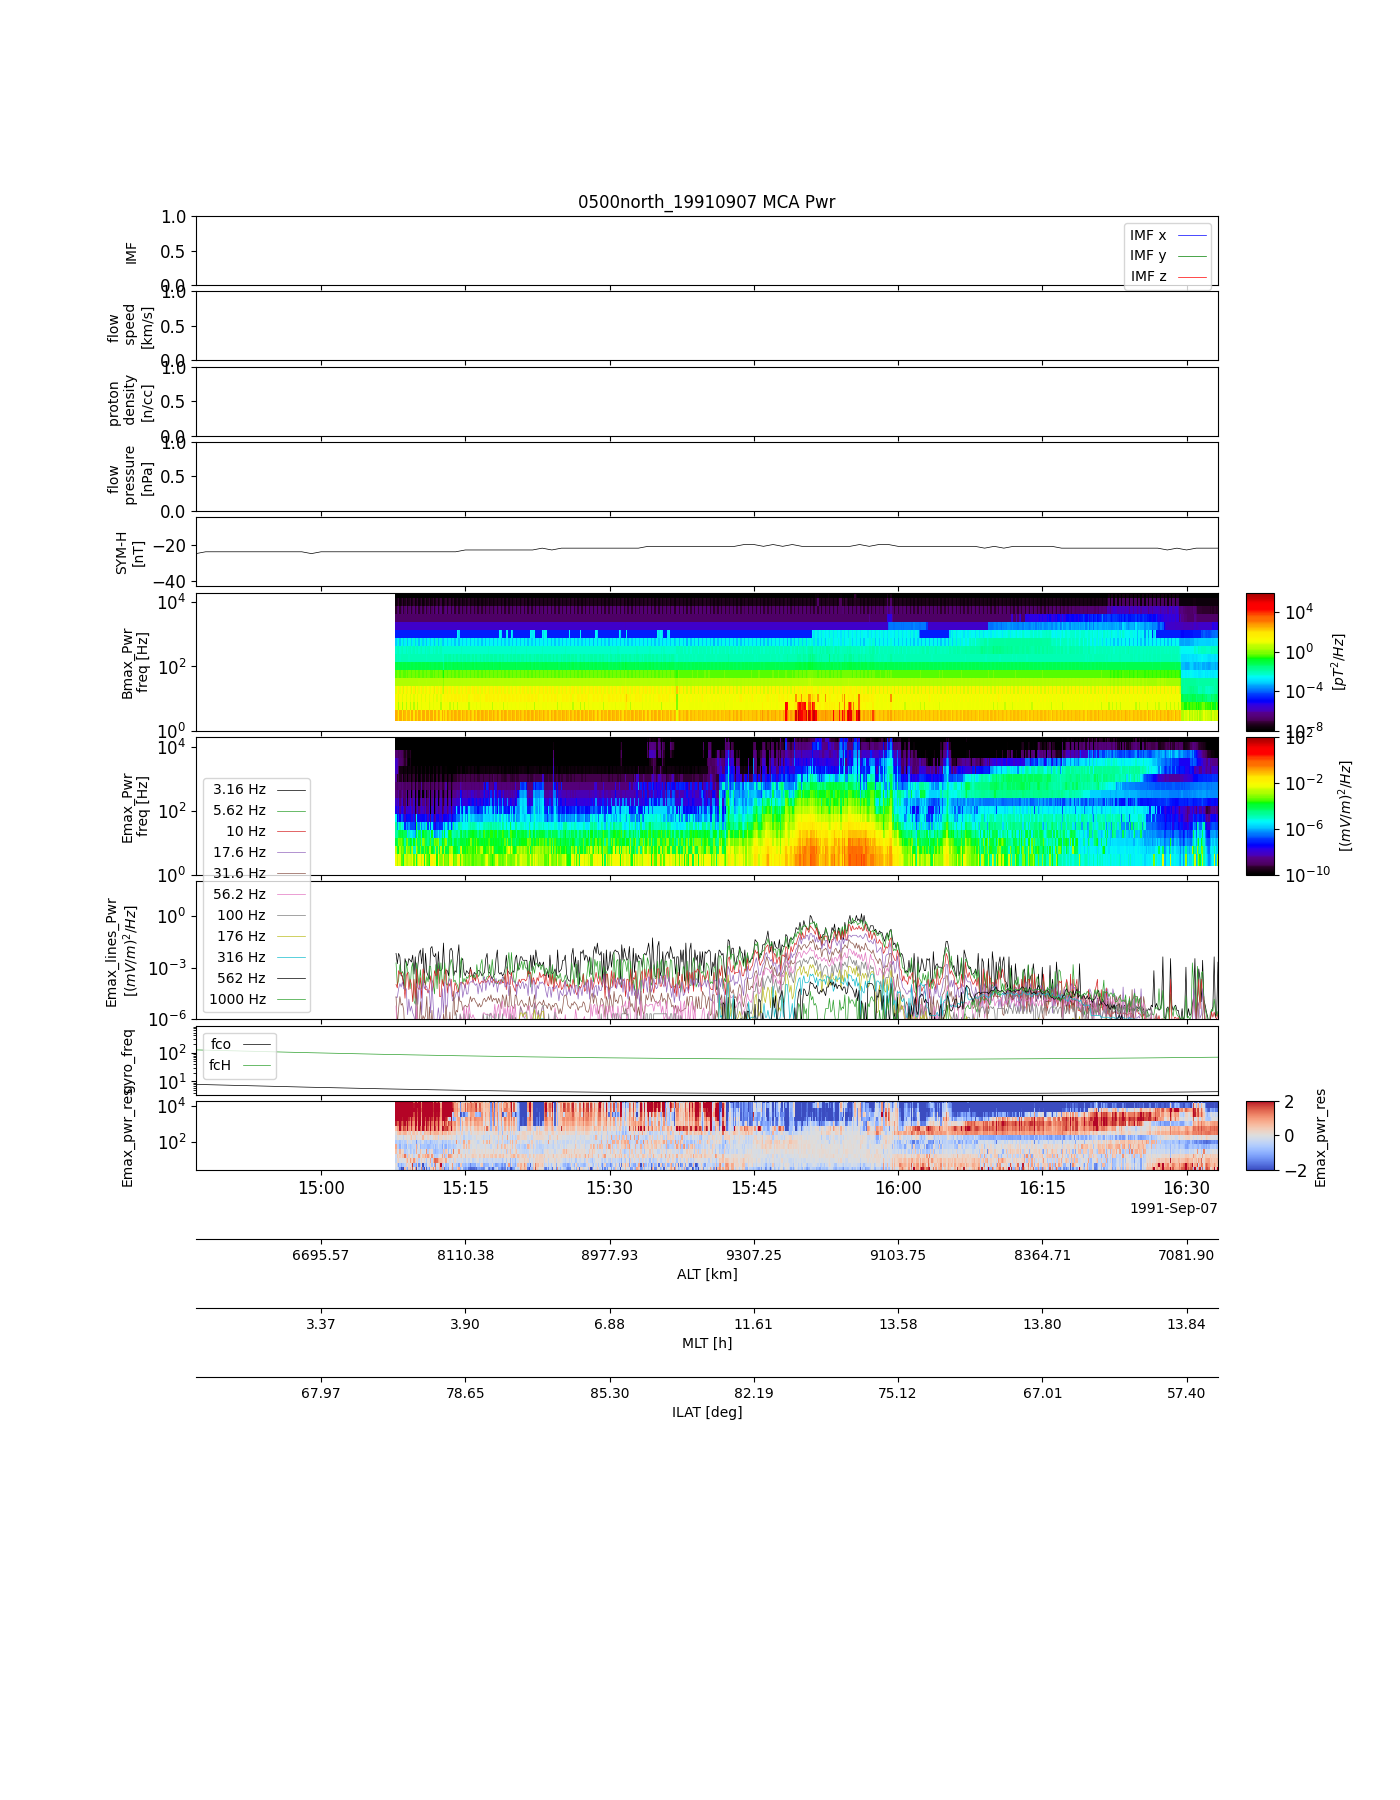 0500north_19910907 MCA Pwr
1.0
0.5
0.0
IMF
IMF x
IMF y
IMF z
1.0
0.5
0.0
flow
speed
[km/s]
1.0
0.5
0.0
proton
density
[n/cc]
1.0
0.5
0.0
flow
pressure
[nPa]
−20
−40
SYM-H
[nT]
10^4
10^2
10^0
Bmax_Pwr
freq [Hz]
10^4
10^0
10^−4
10^−8
[pT^2/Hz]
10^4
10^2
10^0
Emax_Pwr
freq [Hz]
10^2
10^−2
10^−6
10^−10
[(mV/m)^2/Hz]
3.16 Hz
5.62 Hz
10 Hz
17.6 Hz
31.6 Hz
56.2 Hz
100 Hz
176 Hz
316 Hz
562 Hz
1000 Hz
10^0
10^−3
10^−6
Emax_lines_Pwr
[(mV/m)^2/Hz]
10^2
10^1
gyro_freq
fco
fcH
10^4
10^2
Emax_pwr_res
2
0
−2
Emax_pwr_res
15:00 15:15 15:30 15:45 16:00 16:15 16:30
1991-Sep-07
6695.57 8110.38 8977.93 9307.25 9103.75 8364.71 7081.90
ALT [km]
3.37 3.90 6.88 11.61 13.58 13.80 13.84
MLT [h]
67.97 78.65 85.30 82.19 75.12 67.01 57.40
ILAT [deg]